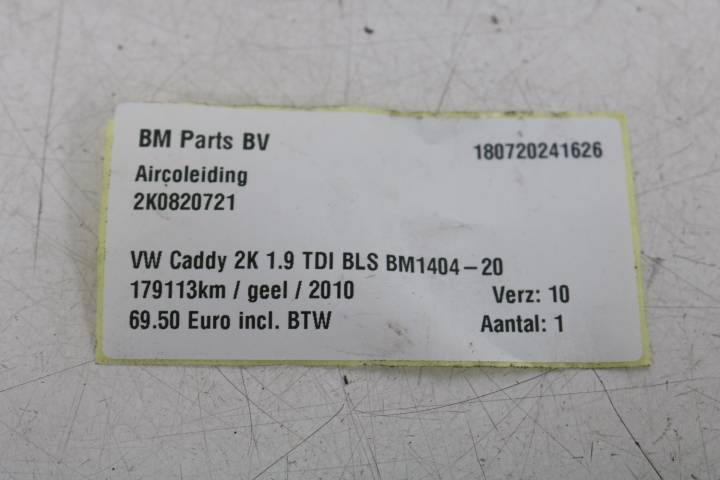 BM Parts BV
180720241626
Aircoleiding
2K0820721
VW Caddy 2K 1.9 TDI BLS BM1404-20
179113km / geel / 2010
Verz: 10
69.50 Euro incl. BTW
Aantal: 1